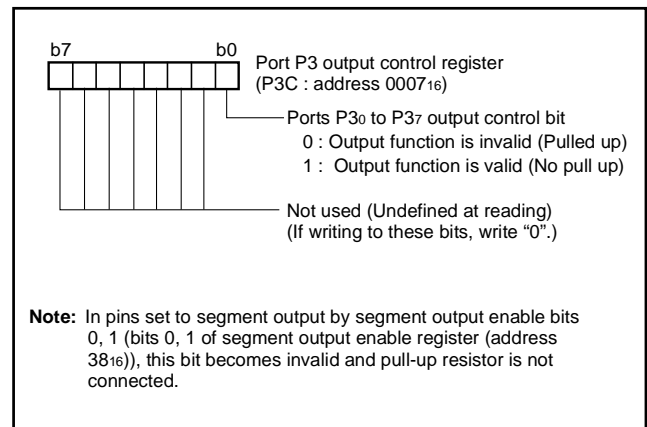 b7 b0
Port P3 output control register
(P3C : address 000716)
Ports P30 to P37 output control bit
0 : Output function is invalid (Pulled up)
1 : Output function is valid (No pull up)
Not used (Undefined at reading)
(If writing to these bits, write “0”.)
Note: In pins set to segment output by segment output enable bits
0, 1 (bits 0, 1 of segment output enable register (address
3816)), this bit becomes invalid and pull-up resistor is not
connected.